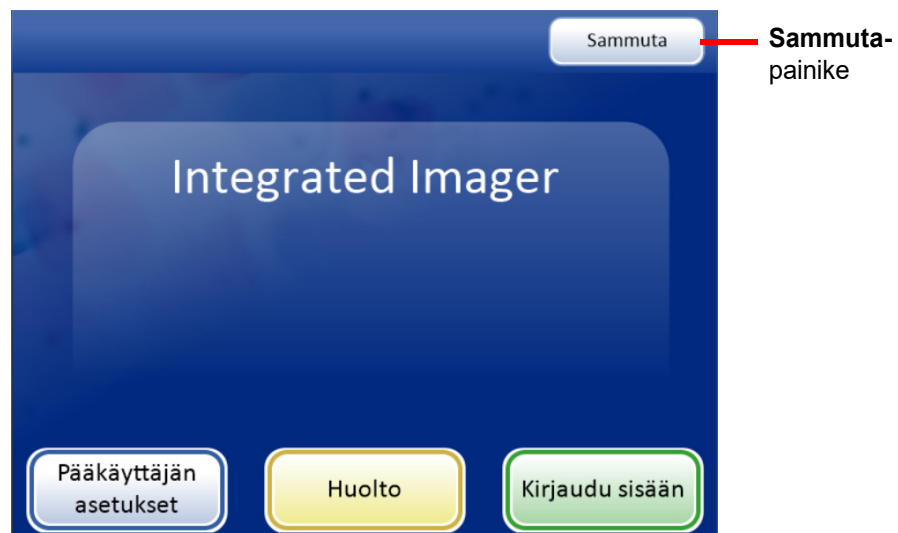 Sammuta
Sammuta-
painike
Integrated Imager
Pääkäyttäjän
asetukset
Huolto
Kirjaudu sisään